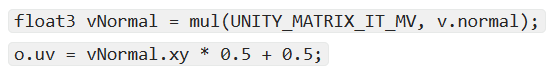 float3 vNormal = mul(UNITY_MATRIX_IT_MV, v.normal);
o.uv = vNormal.xy * 0.5 + 0.5;